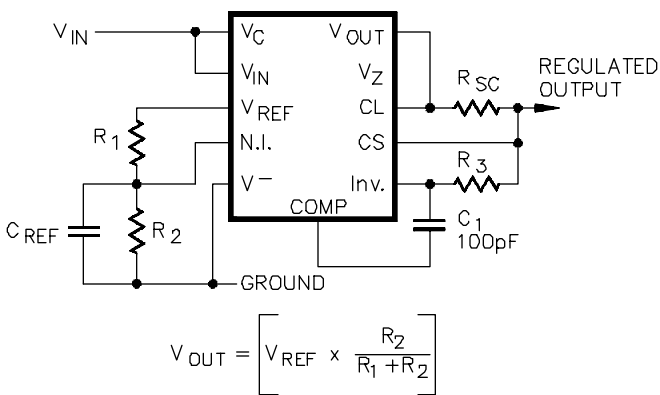 V_IN
V_C
V_IN
V_REF
N.I.
V–
COMP
V_OUT
V_Z
CL
CS
Inv.
R_SC
REGULATED
OUTPUT
R_1
R_3
C_REF
R_2
C_1
100pF
GROUND
V_OUT = [V_REF x R_2 / R_1 + R_2]